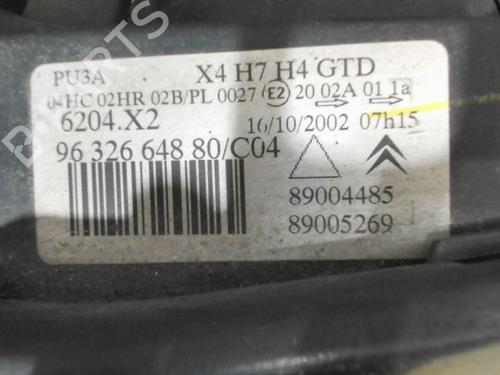 PU3A X4 H7 H4 GTD
04HC 02HR 02B/PL 0027 E2 20 02A 01 1a
6204.X2 16/10/2002 07h15
96 326 648 80/C04
89004485
89005269